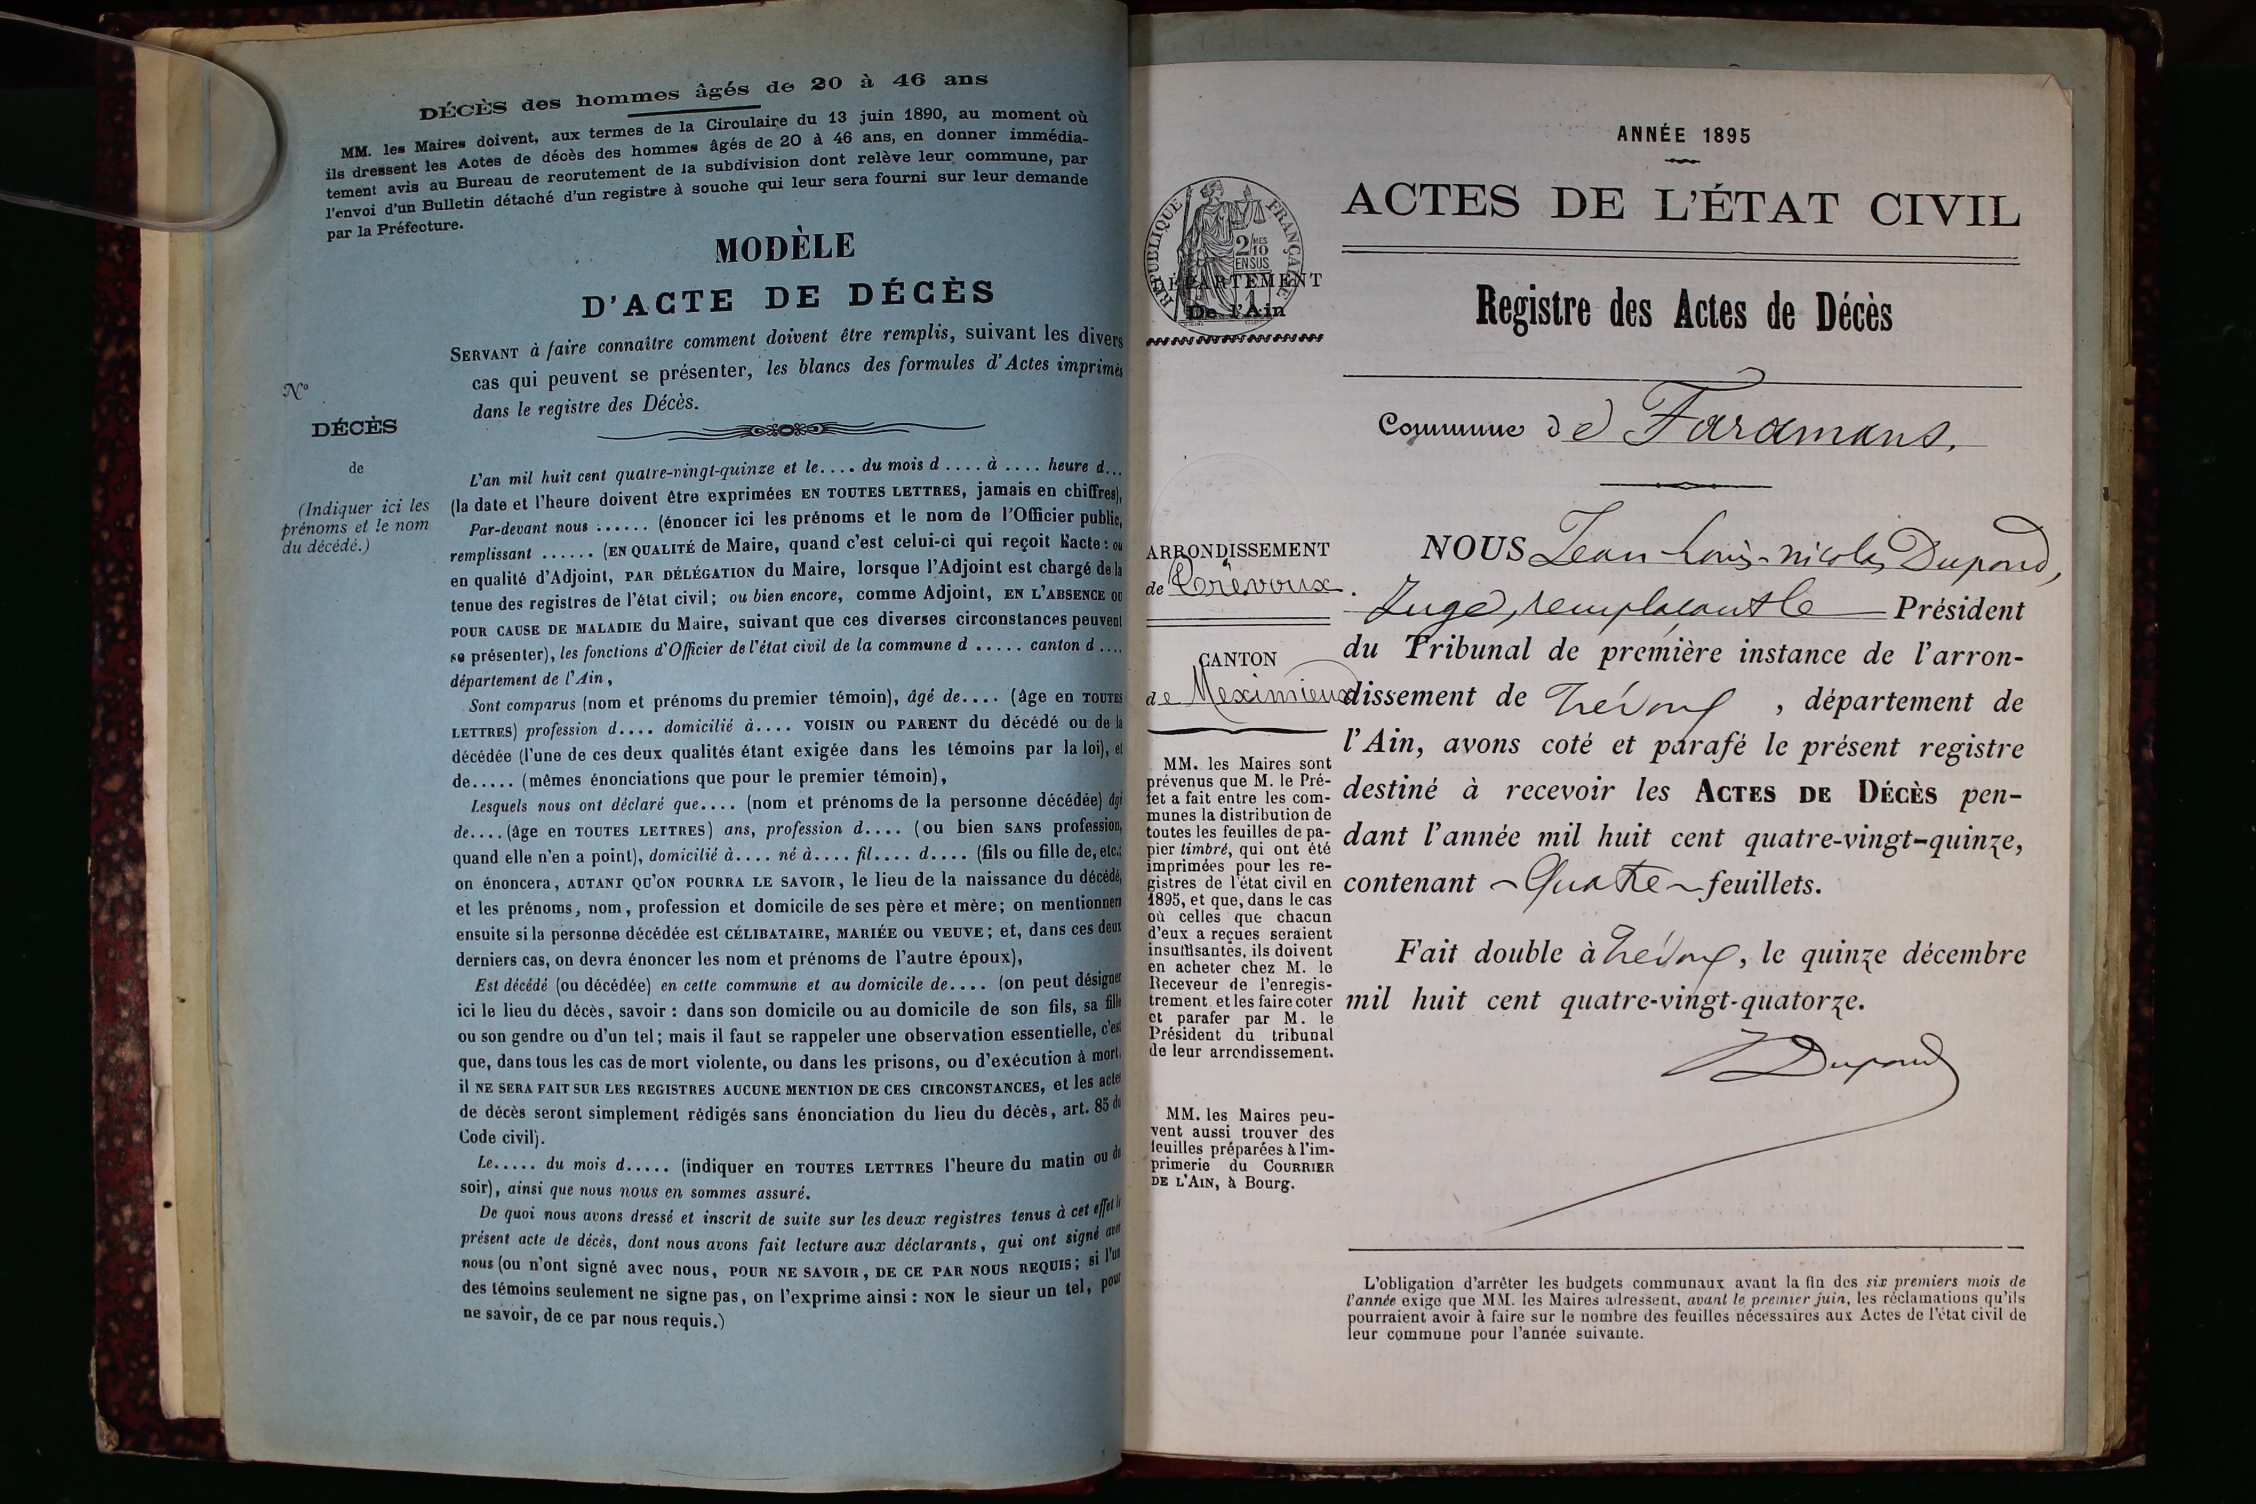 DÉCÈS des hommes âgés de 20 à 46 ans
MM. les Maires doivent, aux termes de la Circulaire du 13 juin 1890, au moment où
ils dressent les Actes de décès des hommes âgés de 20 à 46 ans, en donner immédia-
tement avis au Bureau de recrutement de la subdivision dont relève leur commune, par
l'envoi d'un Bulletin détaché d'un registre à souche qui leur sera fourni sur leur demande
par la Préfecture.
MODÈLE
D'ACTE DE DÉCÈS
SERVANT à faire connaître comment doivent être remplis, suivant les divers
cas qui peuvent se présenter, les blancs des formules d'Actes imprimés
dans le registre des Décès.
N°
DÉCÈS
de
(Indiquer ici les
prénoms et le nom
du décédé.)
L'an mil huit cent quatre-vingt-quinze et le.... du mois d .... à .... heure d...
(la date et l'heure doivent être exprimées EN TOUTES LETTRES, jamais en chiffres),
Par-devant nous ...... (énoncer ici les prénoms et le nom de l'Officier public,
remplissant ...... (EN QUALITÉ de Maire, quand c'est celui-ci qui reçoit l'acte: ou
en qualité d'Adjoint, PAR DÉLÉGATION du Maire, lorsque l'Adjoint est chargé de la
tenue des registres de l'état civil; ou bien encore, comme Adjoint, EN L'ABSENCE OU
POUR CAUSE DE MALADIE du Maire, suivant que ces diverses circonstances peuvent
se présenter), les fonctions d'Officier de l'état civil de la commune d ..... canton d ....
département de l'Ain,
Sont comparus (nom et prénoms du premier témoin), âgé de.... (âge en TOUTES
LETTRES) profession d.... domicilié à.... VOISIN OU PARENT du décédé ou de la
décédée (l'une de ces deux qualités étant exigée dans les témoins par la loi), et
de..... (mêmes énonciations que pour le premier témoin),
Lesquels nous ont déclaré que.... (nom et prénoms de la personne décédée) âgé
de....(âge en TOUTES LETTRES) ans, profession d.... (ou bien SANS profession,
quand elle n'en a point), domicilié à.... né à.... fil.... d.... (fils ou fille de, etc.;
on énoncera, AUTANT QU'ON POURRA LE SAVOIR, le lieu de la naissance du décédé,
et les prénoms, nom, profession et domicile de ses père et mère; on mentionnera
ensuite si la personne décédée est CÉLIBATAIRE, MARIÉE OU VEUVE; et, dans ces deux
derniers cas, on devra énoncer les nom et prénoms de l'autre époux),
Est décédé (ou décédée) en cette commune et au domicile de.... (on peut désigner
ici le lieu du décès, savoir: dans son domicile ou au domicile de son fils, sa fille
ou son gendre ou d'un tel; mais il faut se rappeler une observation essentielle, c'est
que, dans tous les cas de mort violente, ou dans les prisons, ou d'exécution à mort,
il NE SERA FAIT SUR LES REGISTRES AUCUNE MENTION DE CES CIRCONSTANCES, et les actes
de décès seront simplement rédigés sans énonciation du lieu du décès, art. 85 du
Code civil).
Le..... du mois d..... (indiquer en TOUTES LETTRES l'heure du matin ou du
soir), ainsi que nous nous en sommes assuré.
De quoi nous avons dressé et inscrit de suite sur les deux registres tenus à cet effet le
présent acte de décès, dont nous avons fait lecture aux déclarants, qui ont signé avec
nous (ou n'ont signé avec nous, POUR NE SAVOIR, DE CE PAR NOUS REQUIS; si l'un
des témoins seulement ne signe pas, on l'exprime ainsi: NON le sieur un tel, pour
ne savoir, de ce par nous requis.)
RÉPUBLIQUE FRANÇAISE
2/10
MES
EN SUS
DÉPARTEMENT
De l'Ain
ARRONDISSEMENT
de Trévoux.
CANTON
de Meximieux
MM. les Maires sont
prévenus que M. le Pré-
fet a fait entre les com-
munes la distribution de
toutes les feuilles de pa-
pier timbré, qui ont été
imprimées pour les re-
gistres de l'état civil en
1895, et que, dans le cas
où celles que chacun
d'eux a reçues seraient
insuffisantes, ils doivent
en acheter chez M. le
Receveur de l'enregis-
trement et les faire coter
et parafer par M. le
Président du tribunal
de leur arrondissement.
MM. les Maires peu-
vent aussi trouver des
feuilles préparées à l'im-
primerie du COURRIER
DE L'AIN, à Bourg.
ANNÉE 1895
ACTES DE L'ÉTAT CIVIL
Registre des Actes de Décès
Commune de Faramans.
NOUS Jean Louis-nicolas Dupond,
Juge, remplaçant le Président
du Tribunal de première instance de l'arron-
dissement de Trévoux, département de
l'Ain, avons coté et parafé le présent registre
destiné à recevoir les ACTES DE DÉCÈS pen-
dant l'année mil huit cent quatre-vingt-quinze,
contenant ~ Quatre ~ feuillets.
Fait double à Trévoux, le quinze décembre
mil huit cent quatre-vingt-quatorze.
Dupond
L'obligation d'arrêter les budgets communaux avant la fin des six premiers mois de
l'année exige que MM. les Maires adressent, avant le premier juin, les réclamations qu'ils
pourraient avoir à faire sur le nombre des feuilles nécessaires aux Actes de l'état civil de
leur commune pour l'année suivante.